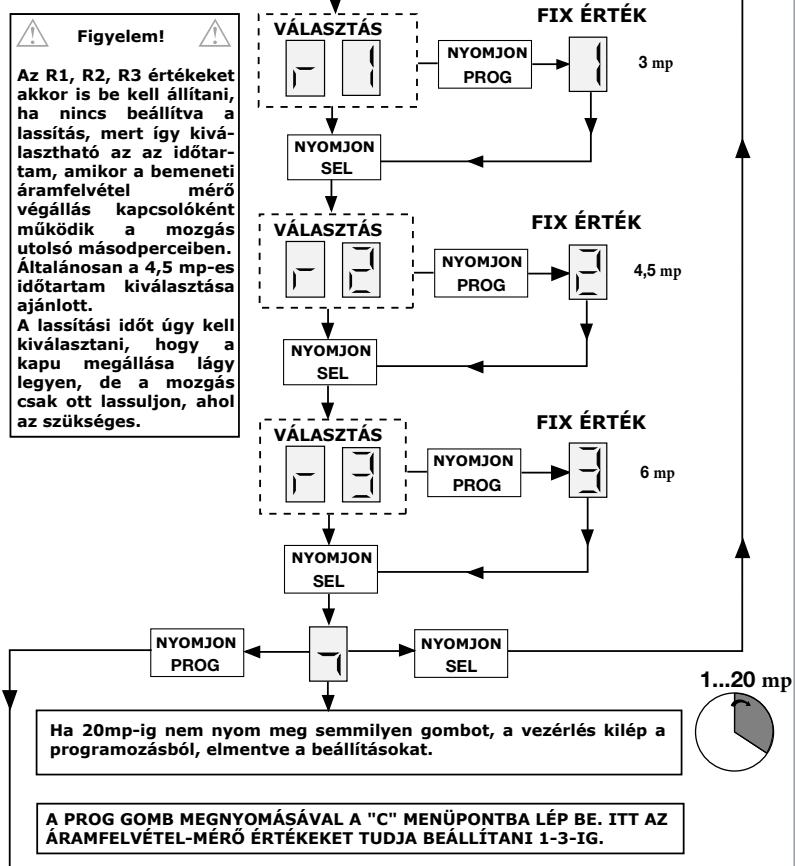 Figyelem!
Az R1, R2, R3 értékeket
akkor is be kell állítani,
ha nincs beállítva a
lassítás, mert így kivá-
lasztható az az időtar-
tam, amikor a bemeneti
áramfelvétel mérő
végállás kapcsolóként
működik a mozgás
utolsó másodperceiben.
Általánosan a 4,5 mp-es
időtartam kiválasztása
ajánlott.
A lassítási időt úgy kell
kiválasztani, hogy a
kapu megállása lágy
legyen, de a mozgás
csak ott lassuljon, ahol
az szükséges.
VÁLASZTÁS
r 1
NYOMJON
PROG
FIX ÉRTÉK
1
3 mp
NYOMJON
SEL
VÁLASZTÁS
r 2
NYOMJON
PROG
FIX ÉRTÉK
2
4,5 mp
NYOMJON
SEL
VÁLASZTÁS
r 3
NYOMJON
PROG
FIX ÉRTÉK
3
6 mp
NYOMJON
SEL
NYOMJON
PROG
NYOMJON
SEL
1...20 mp
Ha 20mp-ig nem nyom meg semmilyen gombot, a vezérlés kilép a
programozásból, elmentve a beállításokat.
A PROG GOMB MEGNYOMÁSÁVAL A "C" MENÜPONTBA LÉP BE. ITT AZ
ÁRAMFELVÉTEL-MÉRŐ ÉRTÉKEKET TUDJA BEÁLLÍTANI 1-3-IG.